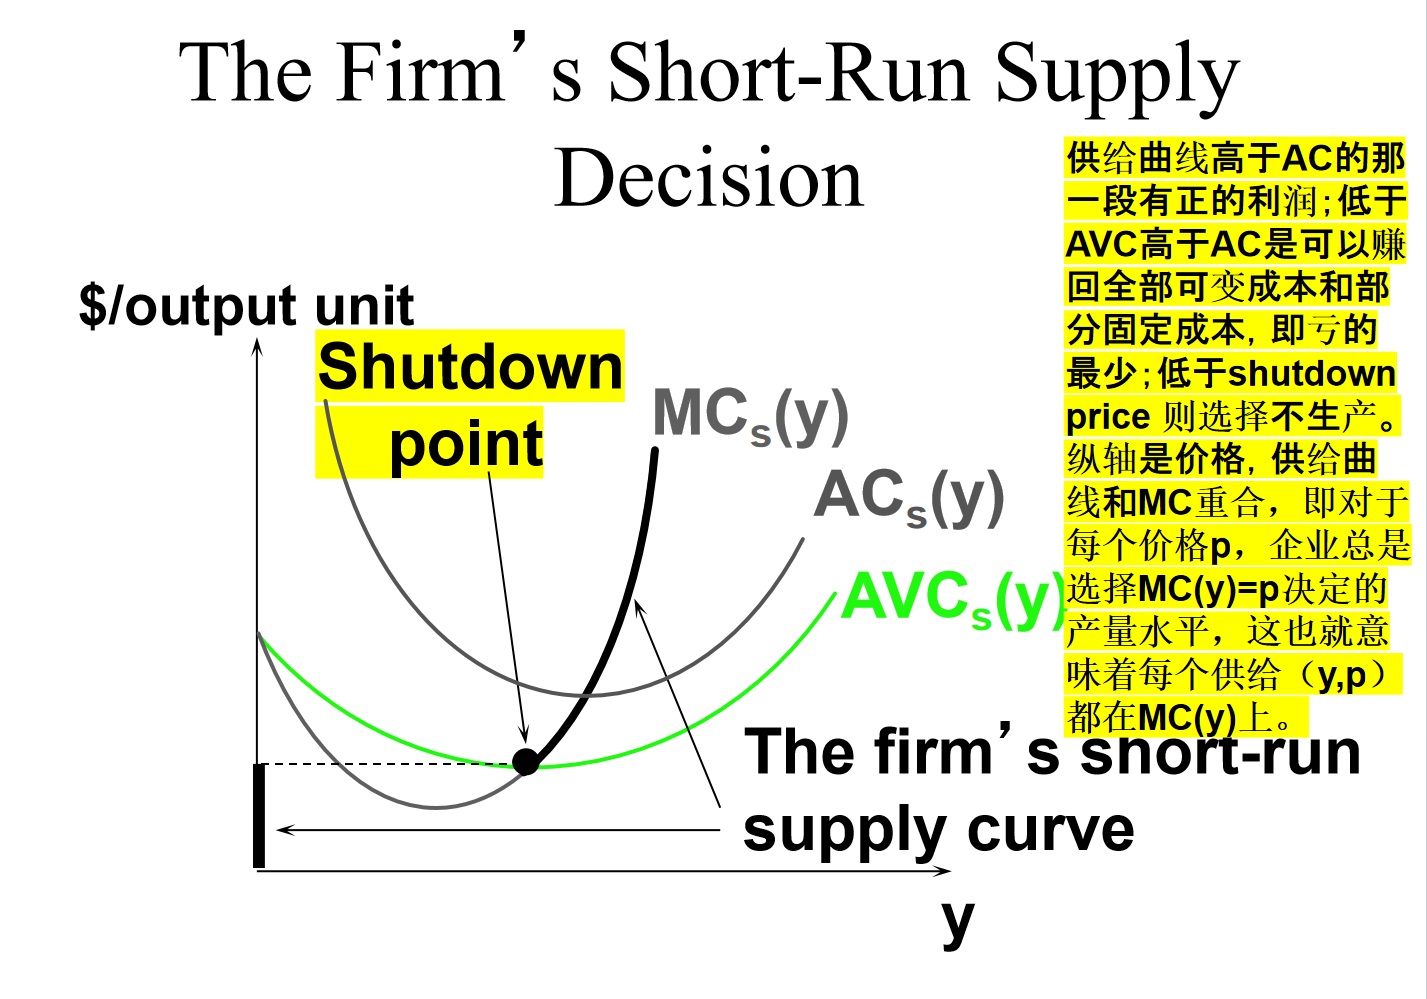 The Firm’s Short-Run Supply
Decision
供给曲线高于AC的那
一段有正的利润;低于
AVC高于AC是可以赚
回全部可变成本和部
分固定成本,即亏的
最少;低于shutdown
price 则选择不生产。
纵轴是价格,供给曲
线和MC重合，即对于
每个价格p，企业总是
选择MC(y)=p决定的
产量水平，这也就意
味着每个供给（y,p）
都在MC(y)上。
$/output unit
Shutdown
point
MCs(y)
ACs(y)
AVCs(y)
The firm’s short-run
supply curve
y